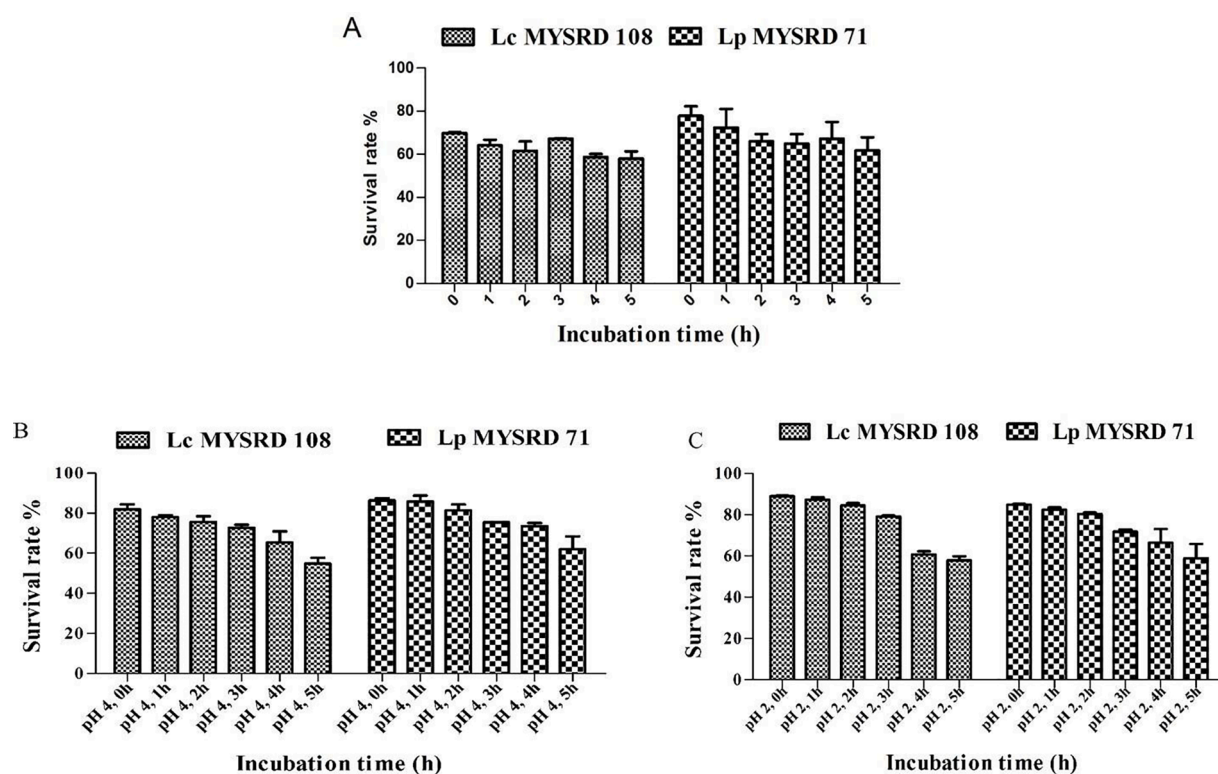 A
Lc MYSRD 108 Lp MYSRD 71
Survival rate %
100
80
60
40
20
0
0 1 2 3 4 5 0 1 2 3 4 5
Incubation time (h)
B
Lc MYSRD 108 Lp MYSRD 71
Survival rate %
100
80
60
40
20
0
pH 4, 0h pH 4, 1h pH 4, 2h pH 4, 3h pH 4, 4h pH 4, 5h pH 4, 0h pH 4, 1h pH 4, 2h pH 4, 3h pH 4, 4h pH 4, 5h
Incubation time (h)
C
Lc MYSRD 108 Lp MYSRD 71
Survival rate %
100
80
60
40
20
0
pH 2, 0h pH 2, 1h pH 2, 2h pH 2, 3h pH 2, 4h pH 2, 5h pH 2, 0h pH 2, 1h pH 2, 2h pH 2, 3h pH 2, 4h pH 2, 5h
Incubation time (h)